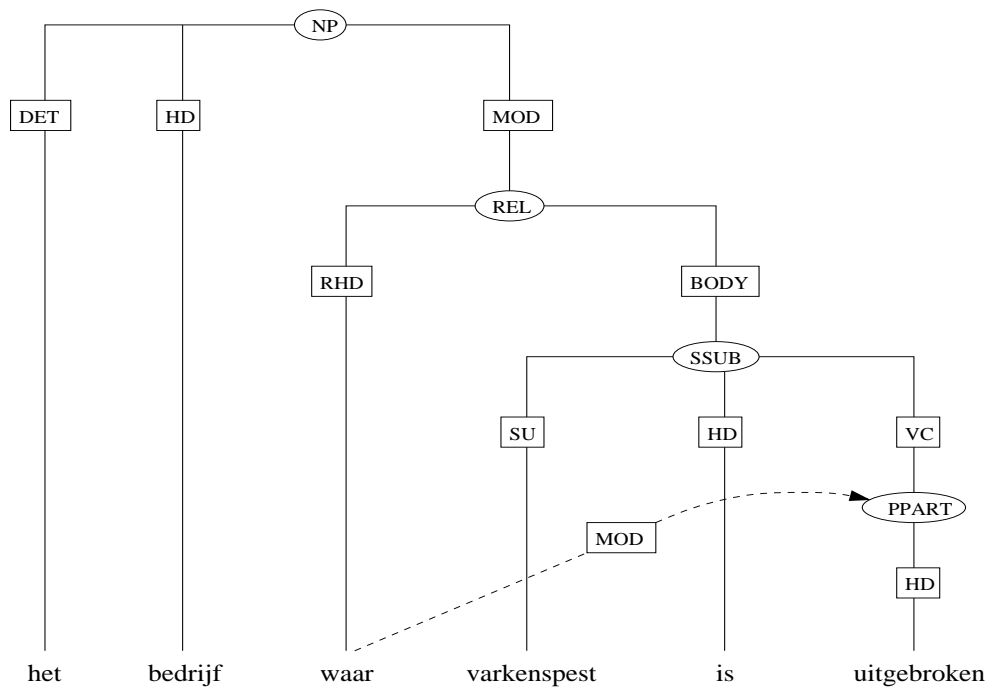 NP
DET HD MOD
REL
RHD BODY
SSUB
SU HD VC
PPART
MOD
HD
het bedrijf waar varkenspest is uitgebroken